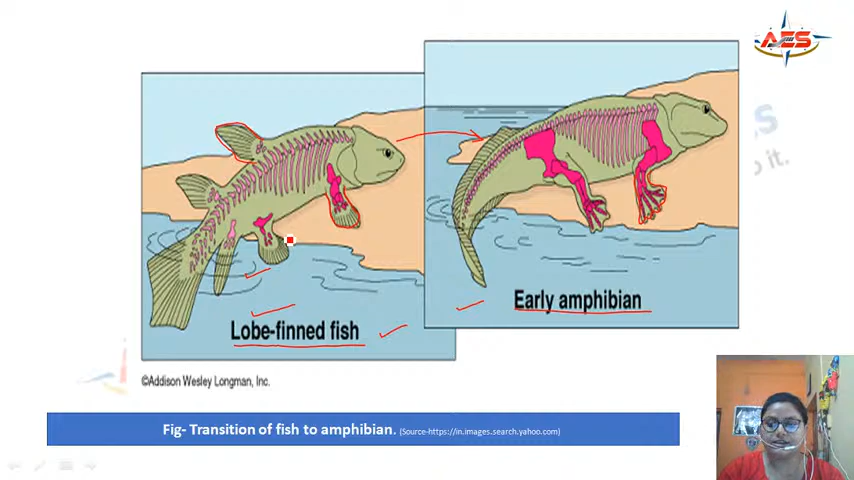 AES
s
o it.
Early amphibian
Lobe-finned fish
©Addison Wesley Longman, Inc.
Fig- Transition of fish to amphibian. (Source-https://in.images.search.yahoo.com)